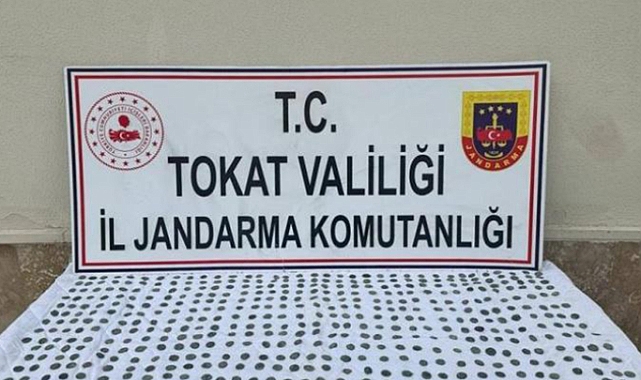 T.C.
TOKAT VALİLİĞİ
İL JANDARMA KOMUTANLIĞI
JANDARMA